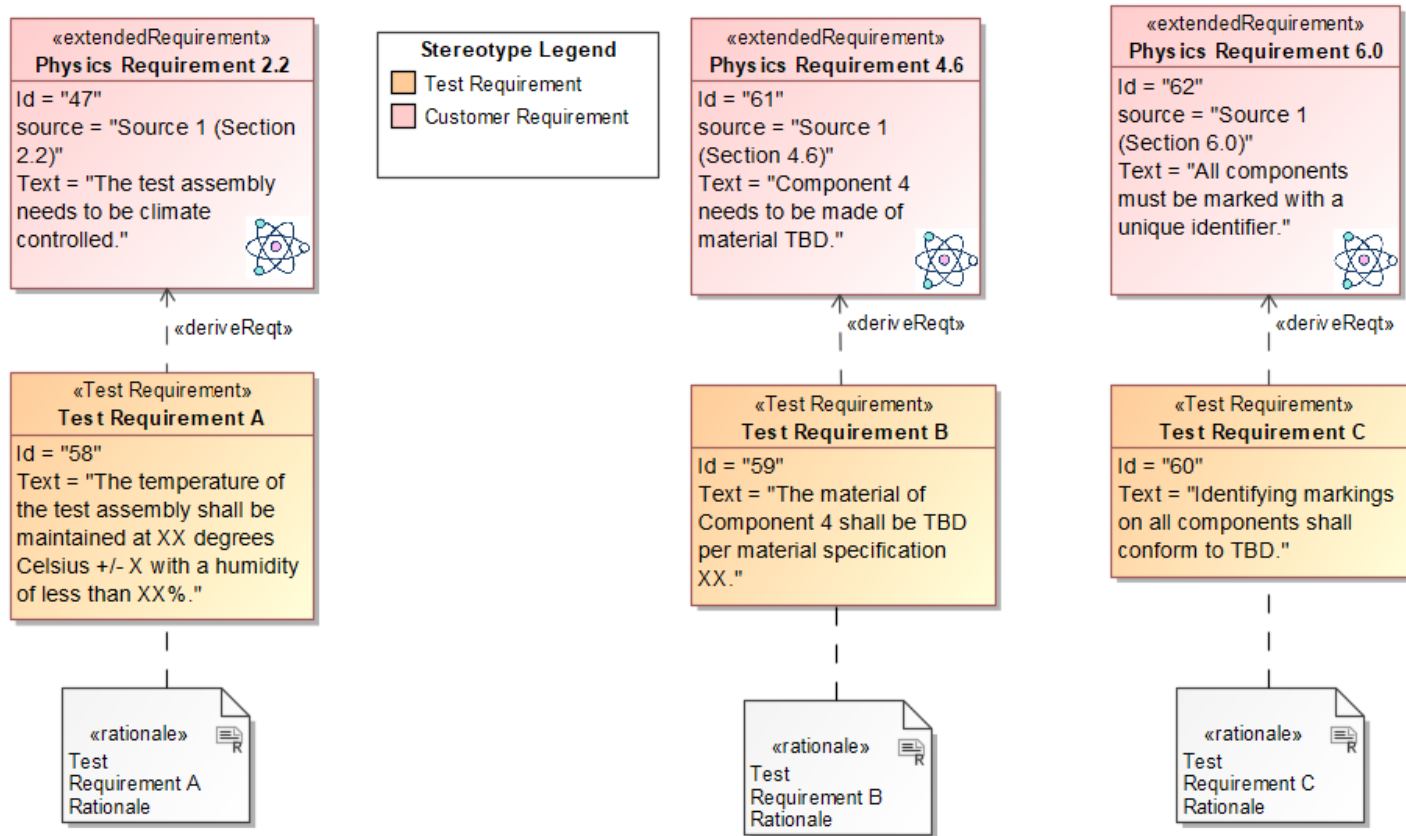 «extendedRequirement»
Physics Requirement 2.2
Id = "47"
source = "Source 1 (Section
2.2)"
Text = "The test assembly
needs to be climate
controlled."
«deriveReqt»
«Test Requirement»
Test Requirement A
Id = "58"
Text = "The temperature of
the test assembly shall be
maintained at XX degrees
Celsius +/- X with a humidity
of less than XX%."
«rationale»
R
Test
Requirement A
Rationale
Stereotype Legend
Test Requirement
Customer Requirement
«extendedRequirement»
Physics Requirement 4.6
Id = "61"
source = "Source 1
(Section 4.6)"
Text = "Component 4
needs to be made of
material TBD."
«deriveReqt»
«Test Requirement»
Test Requirement B
Id = "59"
Text = "The material of
Component 4 shall be TBD
per material specification
XX."
«rationale»
R
Test
Requirement B
Rationale
«extendedRequirement»
Physics Requirement 6.0
Id = "62"
source = "Source 1
(Section 6.0)"
Text = "All components
must be marked with a
unique identifier."
«deriveReqt»
«Test Requirement»
Test Requirement C
Id = "60"
Text = "Identifying markings
on all components shall
conform to TBD."
«rationale»
R
Test
Requirement C
Rationale